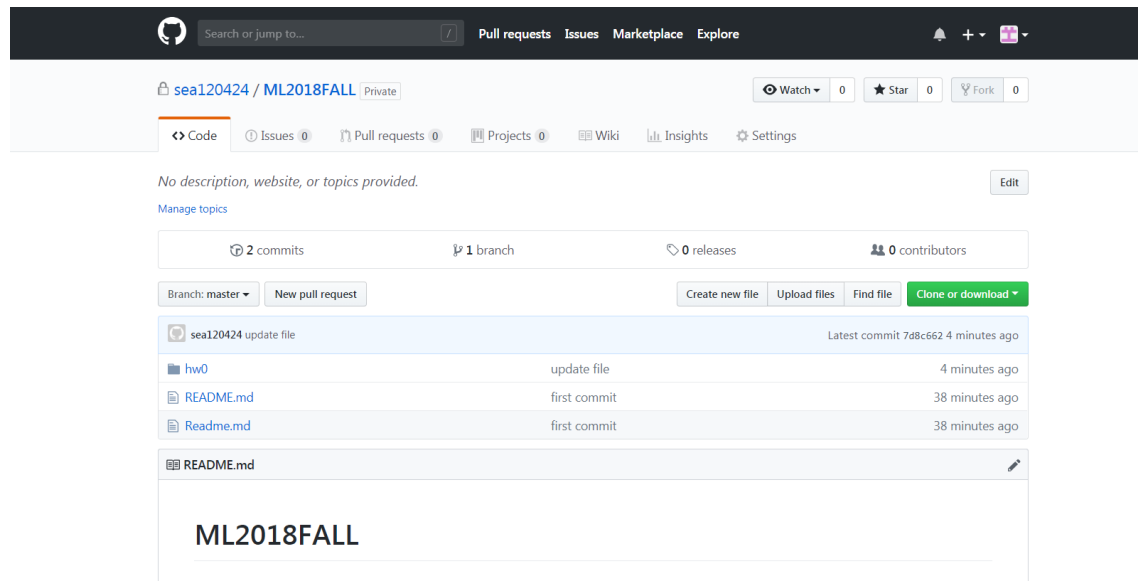 Search or jump to... / Pull requests Issues Marketplace Explore
sea120424 / ML2018FALL Private Watch 0 Star 0 Fork 0
Code Issues 0 Pull requests 0 Projects 0 Wiki Insights Settings
No description, website, or topics provided. Edit
Manage topics
2 commits 1 branch 0 releases 0 contributors
Branch: master New pull request Create new file Upload files Find file Clone or download
sea120424 update file Latest commit 7d8c662 4 minutes ago
hw0 update file 4 minutes ago
README.md first commit 38 minutes ago
Readme.md first commit 38 minutes ago
README.md
ML2018FALL